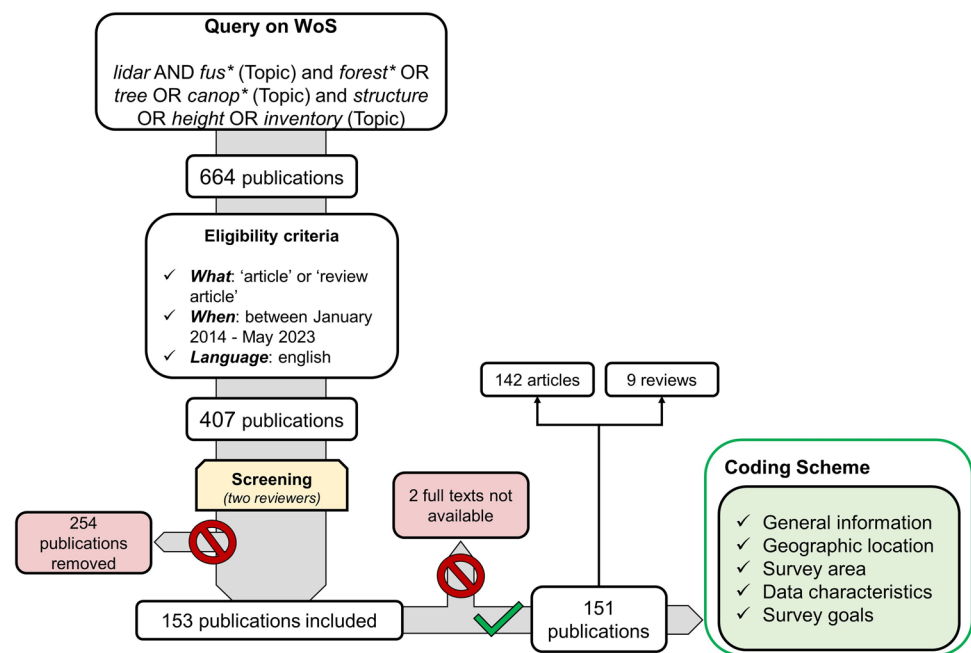 Query on WoS
lidar AND fus* (Topic) and forest* OR
tree OR canop* (Topic) and structure
OR height OR inventory (Topic)
664 publications
Eligibility criteria
✓ What: ‘article’ or ‘review
article’
✓ When: between January
2014 - May 2023
✓ Language: english
407 publications
Screening
(two reviewers)
254
publications
removed
153 publications included
2 full texts not
available
151
publications
142 articles
9 reviews
Coding Scheme
✓ General information
✓ Geographic location
✓ Survey area
✓ Data characteristics
✓ Survey goals